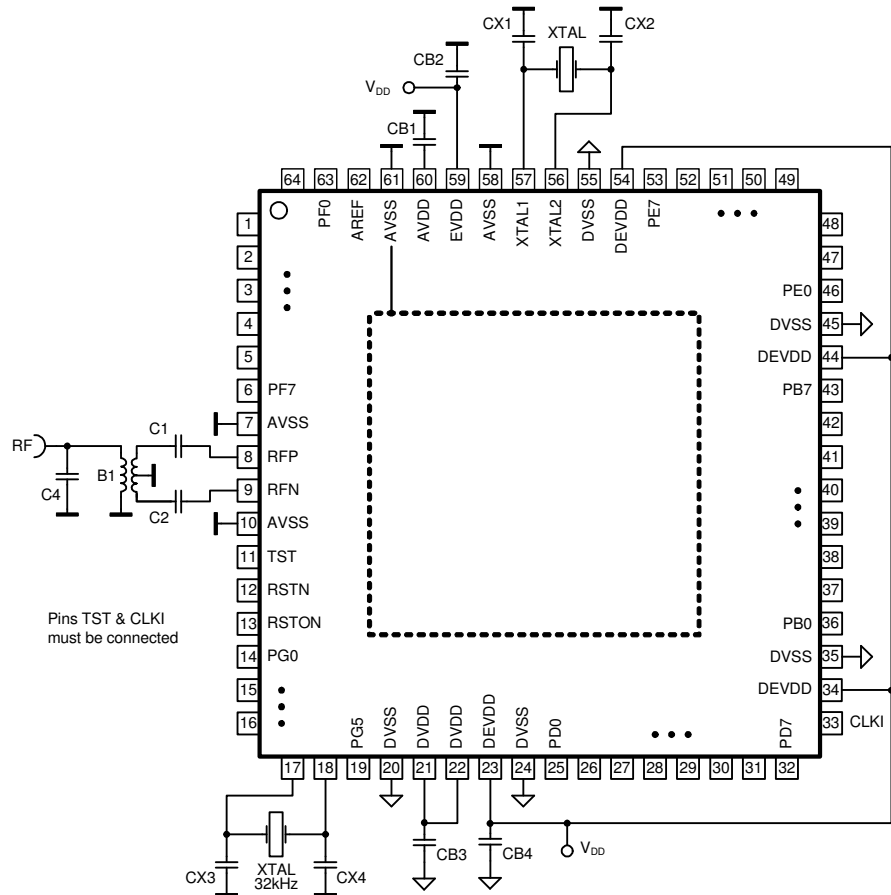 CX1
XTAL
CX2
CB2
V_DD
CB1
64 63 62 61 60 59 58 57 56 55 54 53 52 51 50 49
PF0
AREF
AVSS
AVDD
EVDD
AVSS
XTAL1
XTAL2
DVSS
DEVDD
PE7
1
2
3
4
5
6 PF7
7 AVSS
8 RFP
9 RFN
10 AVSS
11 TST
12 RSTN
13 RSTON
14 PG0
15
16
RF
C4
B1
C1
C2
Pins TST & CLKI
must be connected
48
47
PE0 46
DVSS 45
DEVDD 44
PB7 43
42
41
40
39
38
37
PB0 36
DVSS 35
DEVDD 34
33 CLKI
PG5
DVSS
DVDD
DVDD
DEVDD
DVSS
PD0
PD7
17 18 19 20 21 22 23 24 25 26 27 28 29 30 31 32
CX3
XTAL
32kHz
CX4
CB3
CB4
V_DD